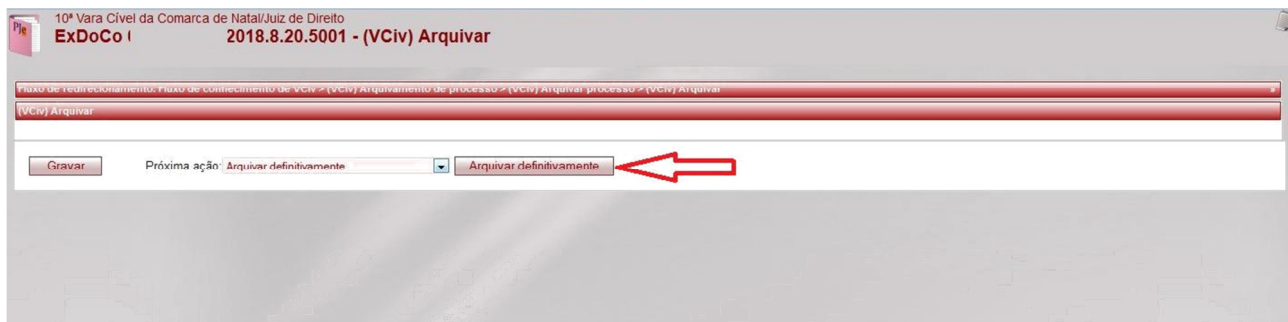 PJe
10ª Vara Cível da Comarca de Natal/Juiz de Direito
ExDoCo ( 2018.8.20.5001 - (VCiv) Arquivar
Fluxo de redirecionamento: Fluxo de conhecimento de VCiv > (VCiv) Arquivamento de processo > (VCiv) Arquivar processo > (VCiv) Arquivar »
(VCiv) Arquivar
Gravar Próxima ação: Arquivar definitivamente Arquivar definitivamente